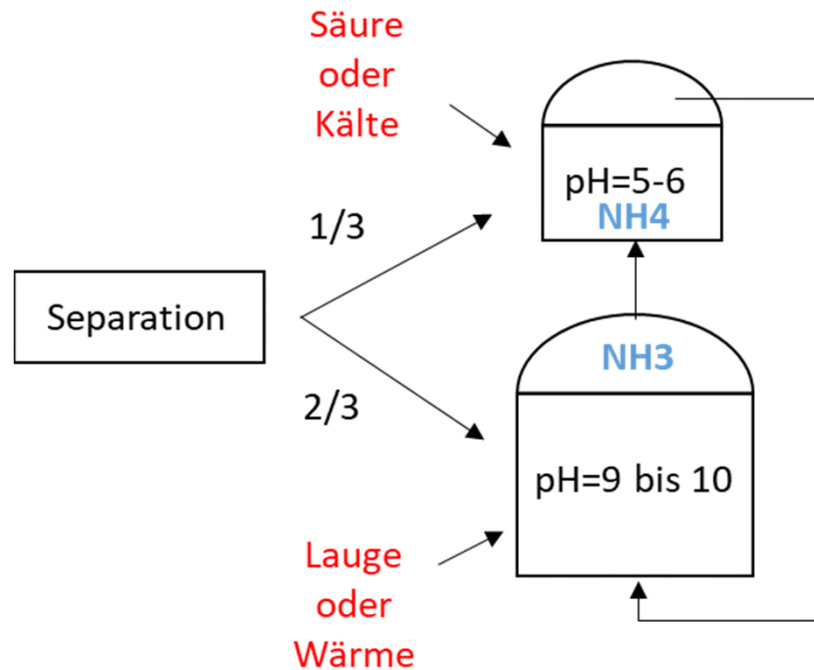 Säure
oder
Kälte
pH=5-6
NH4
1/3
Separation
NH3
2/3
pH=9 bis 10
Lauge
oder
Wärme